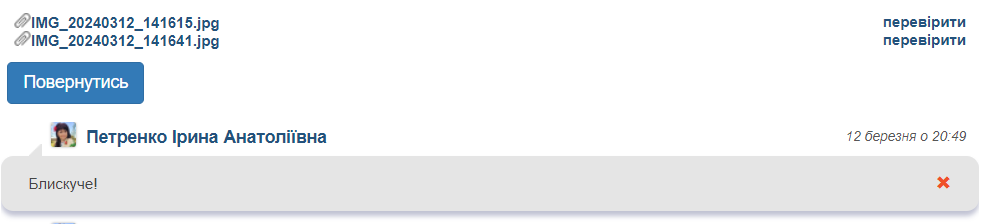 IMG_20240312_141615.jpg перевірити
IMG_20240312_141641.jpg перевірити
Повернутись
Петренко Ірина Анатоліївна 12 березня о 20:49
Блискуче!